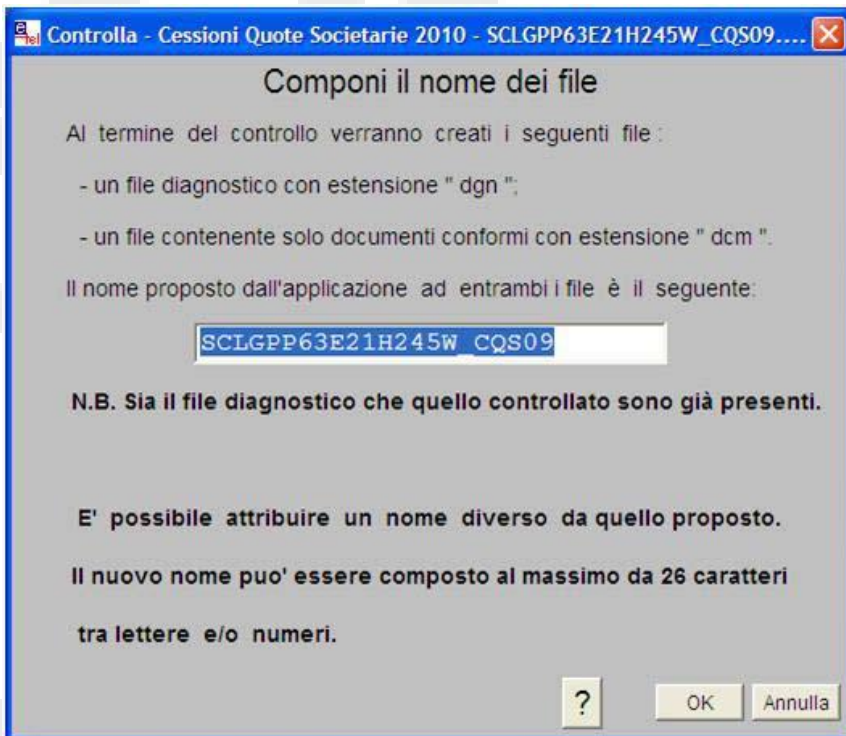 e
Tel
Controlla - Cessioni Quote Societarie 2010 - SCLGPP63E21H245W_CQS09....
Componi il nome dei file
Al termine del controllo verranno creati i seguenti file :
- un file diagnostico con estensione " dgn ";
- un file contenente solo documenti conformi con estensione " dcm ".
Il nome proposto dall'applicazione ad entrambi i file è il seguente:
SCLGPP63E21H245W_CQS09
N.B. Sia il file diagnostico che quello controllato sono già presenti.
E' possibile attribuire un nome diverso da quello proposto.
Il nuovo nome puo' essere composto al massimo da 26 caratteri
tra lettere e/o numeri.
?
OK
Annulla